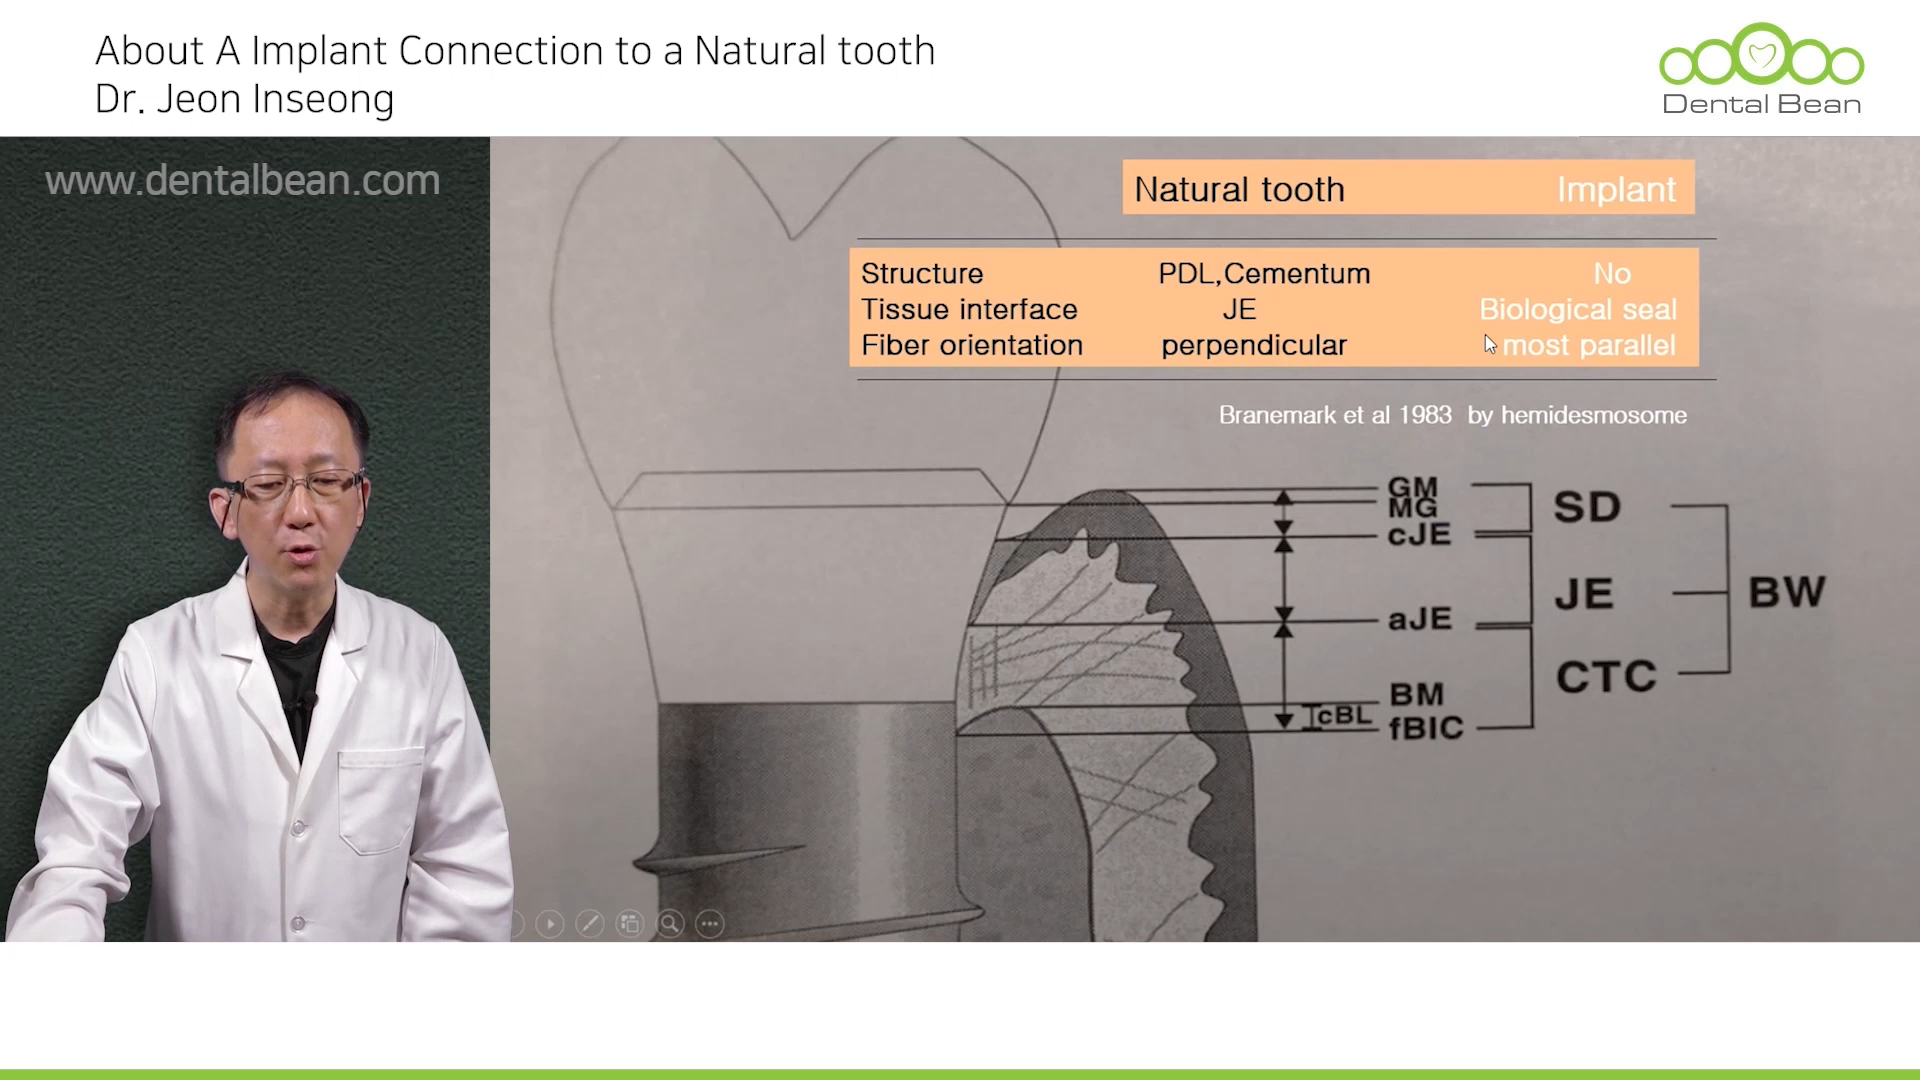 About A Implant Connection to a Natural tooth
Dr. Jeon Inseong
Dental Bean
www.dentalbean.com
Natural tooth Implant
Structure PDL,Cementum No
Tissue interface JE Biological seal
Fiber orientation perpendicular most parallel
Branemark et al 1983 by hemidesmosome
GM
MG
cJE
aJE
BM
cBL
fBIC
SD
JE
CTC
BW